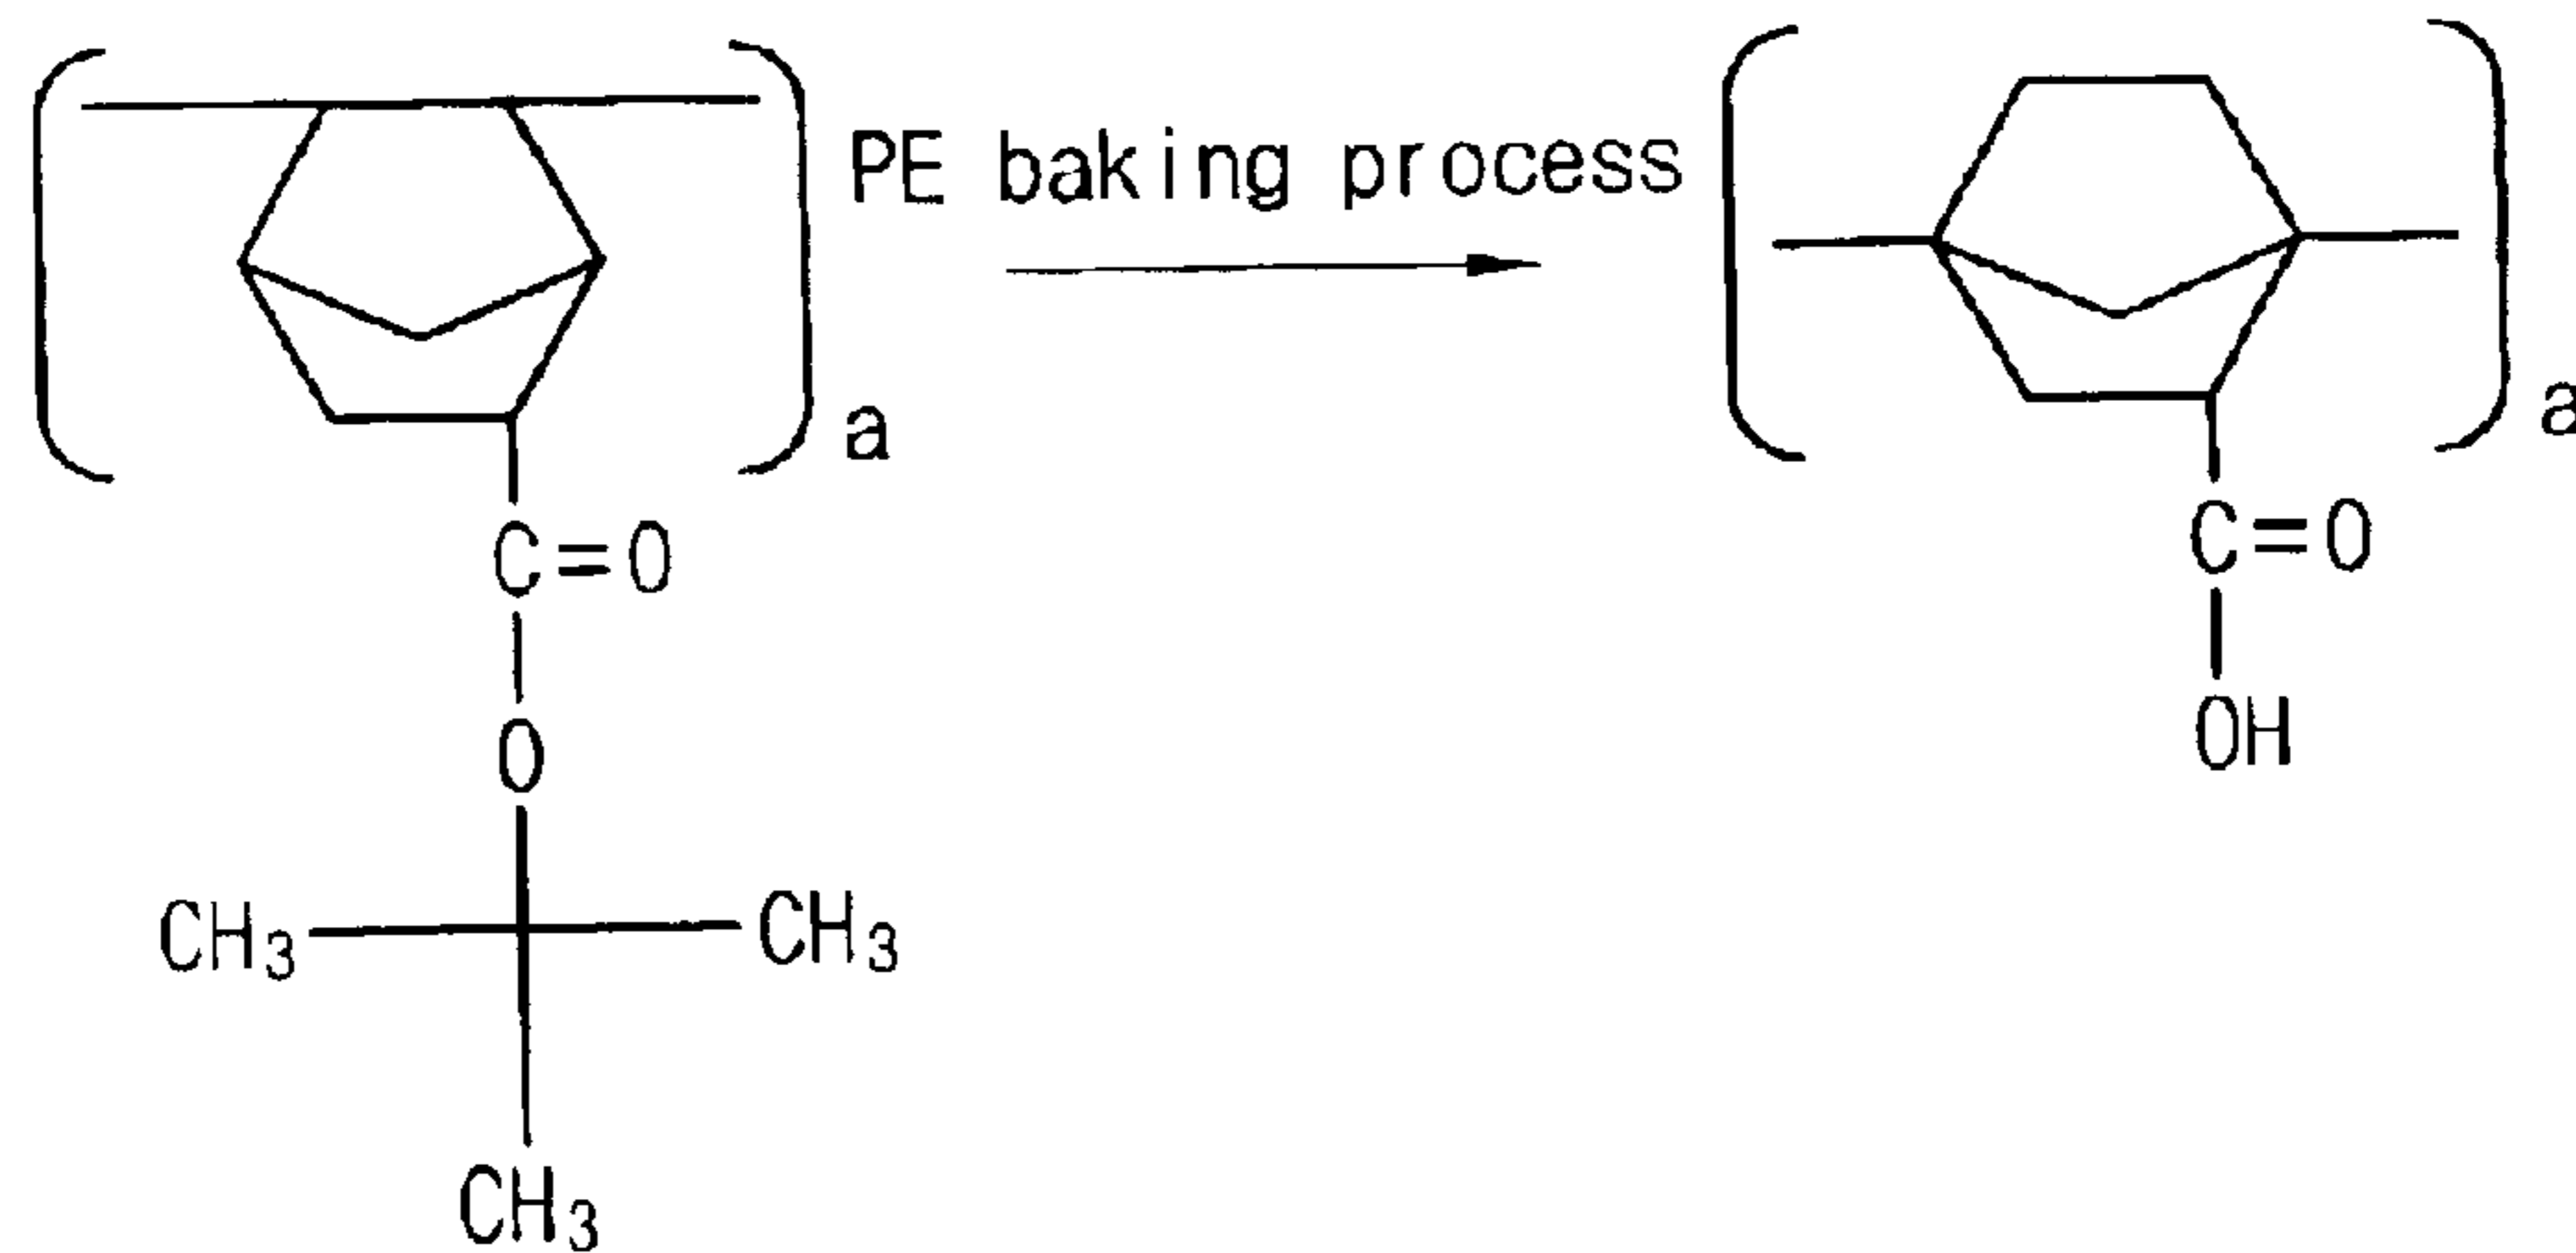 PE baking process
a
a
C=O
C=O
O
OH
CH3
CH3
CH3